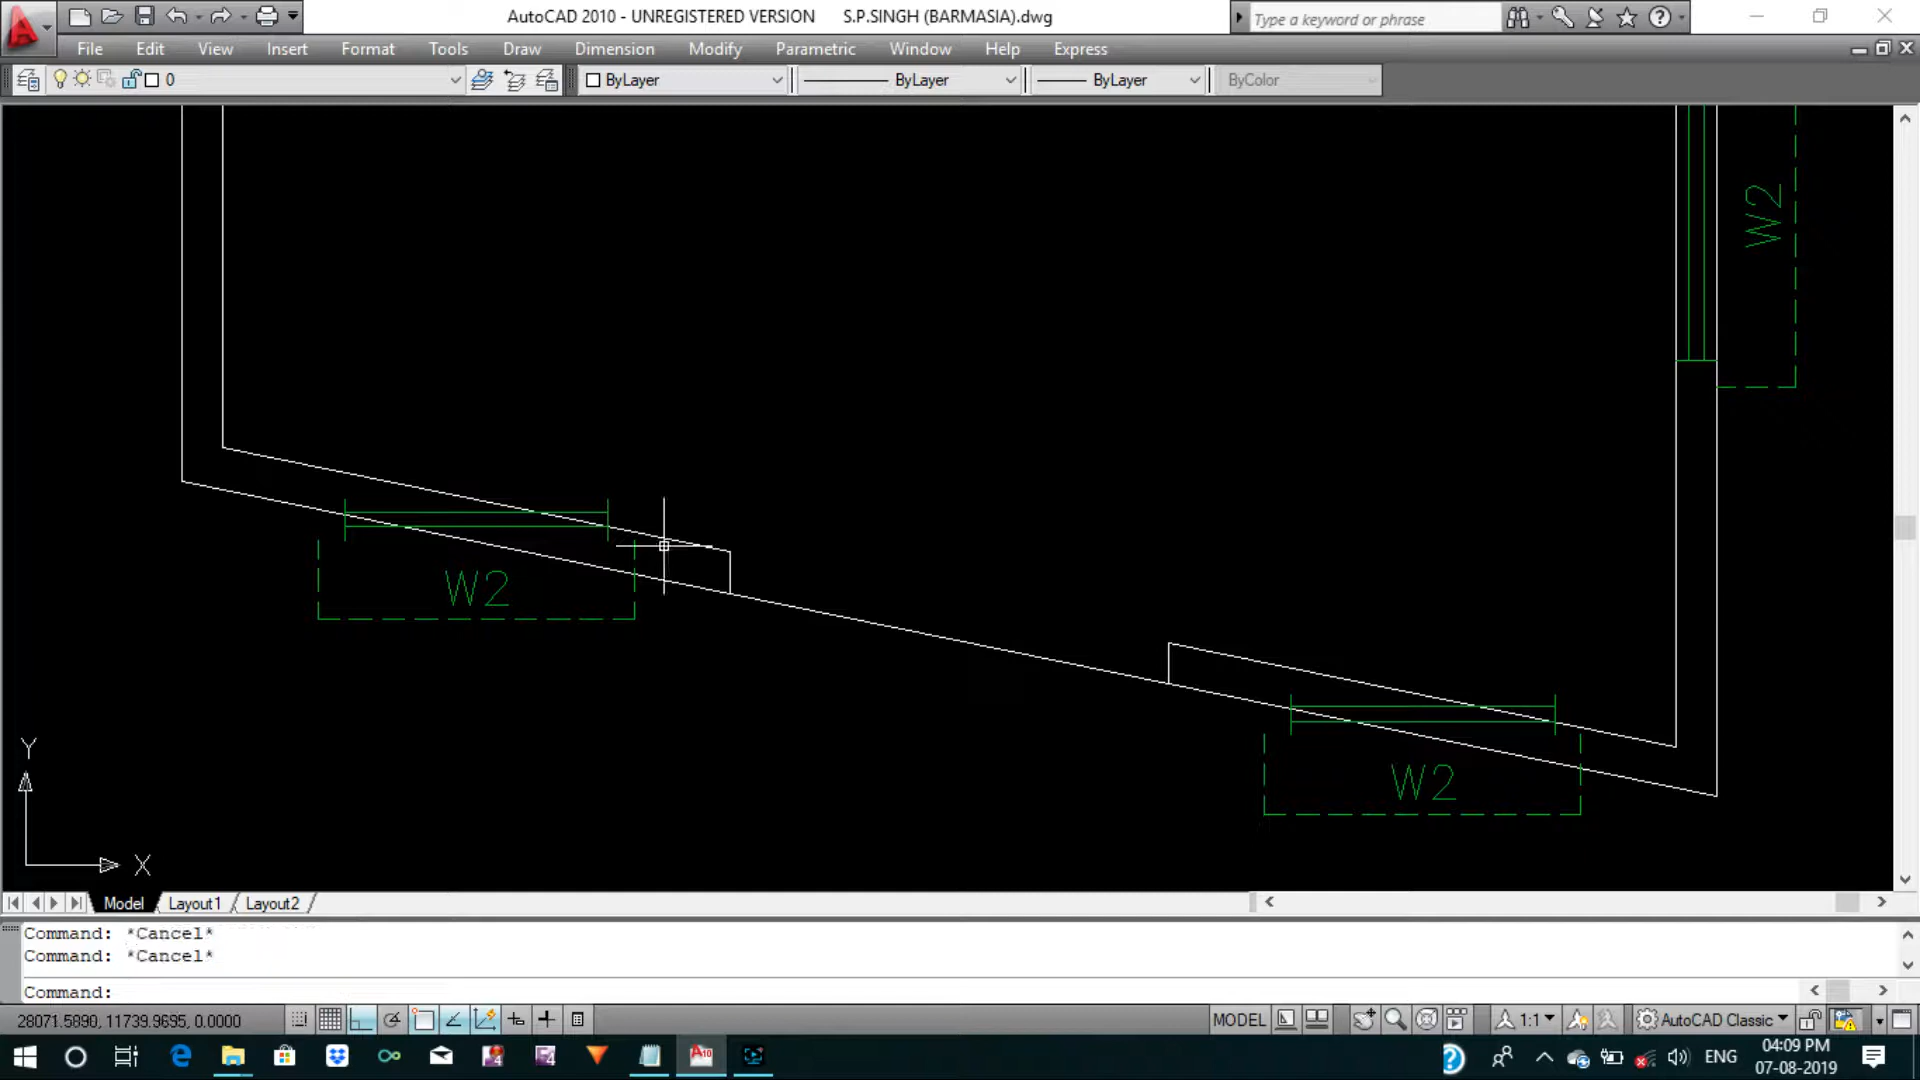 AutoCAD 2010 - UNREGISTERED VERSION S.P.SINGH (BARMASIA).dwg
Type a keyword or phrase
File Edit View Insert Format Tools Draw Dimension Modify Parametric Window Help Express
0 ByLayer ByLayer ByLayer ByColor
W2
W2
W2
Y
X
Model Layout1 Layout2
Command: *Cancel*
Command: *Cancel*
Command:
28071.5890, 11739.9695, 0.0000 MODEL 1:1 AutoCAD Classic
ENG 04:09 PM
07-08-2019